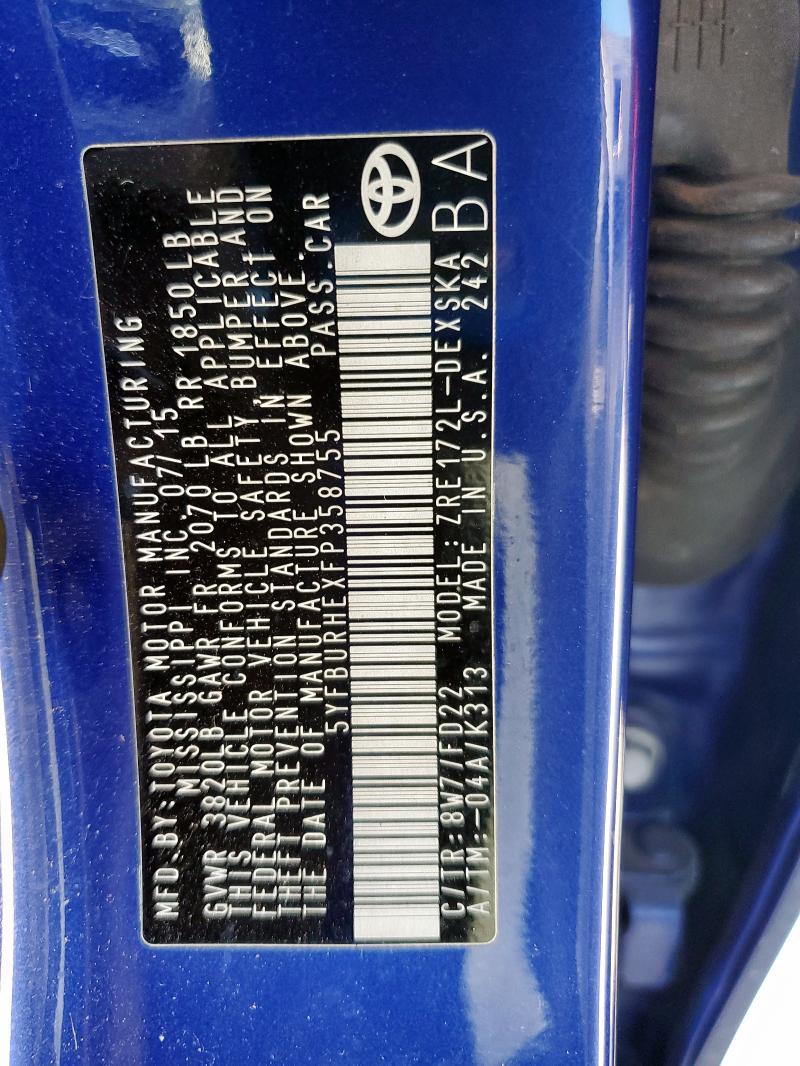 MFD.BY:TOYOTA MOTOR MANUFACTURING
MISSISSIPPI INC 07/15
GVWR 3820LB GAWR FR 2070 LB RR 1850LB
THIS VEHICLE CONFORMS TO ALL APPLICABLE
FEDERAL MOTOR VEHICLE SAFETY, BUMPER AND
THEFT PREVENTION STANDARDS IN EFFECT ON
THE DATE OF MANUFACTURE SHOWN ABOVE.
5YFBURHEXFP358755 PASS.CAR
C/TR:8W7/FD22 MODEL:ZRE172L-DEXSKA
A/TM:-04A/K313 MADE IN U.S.A. 242 BA